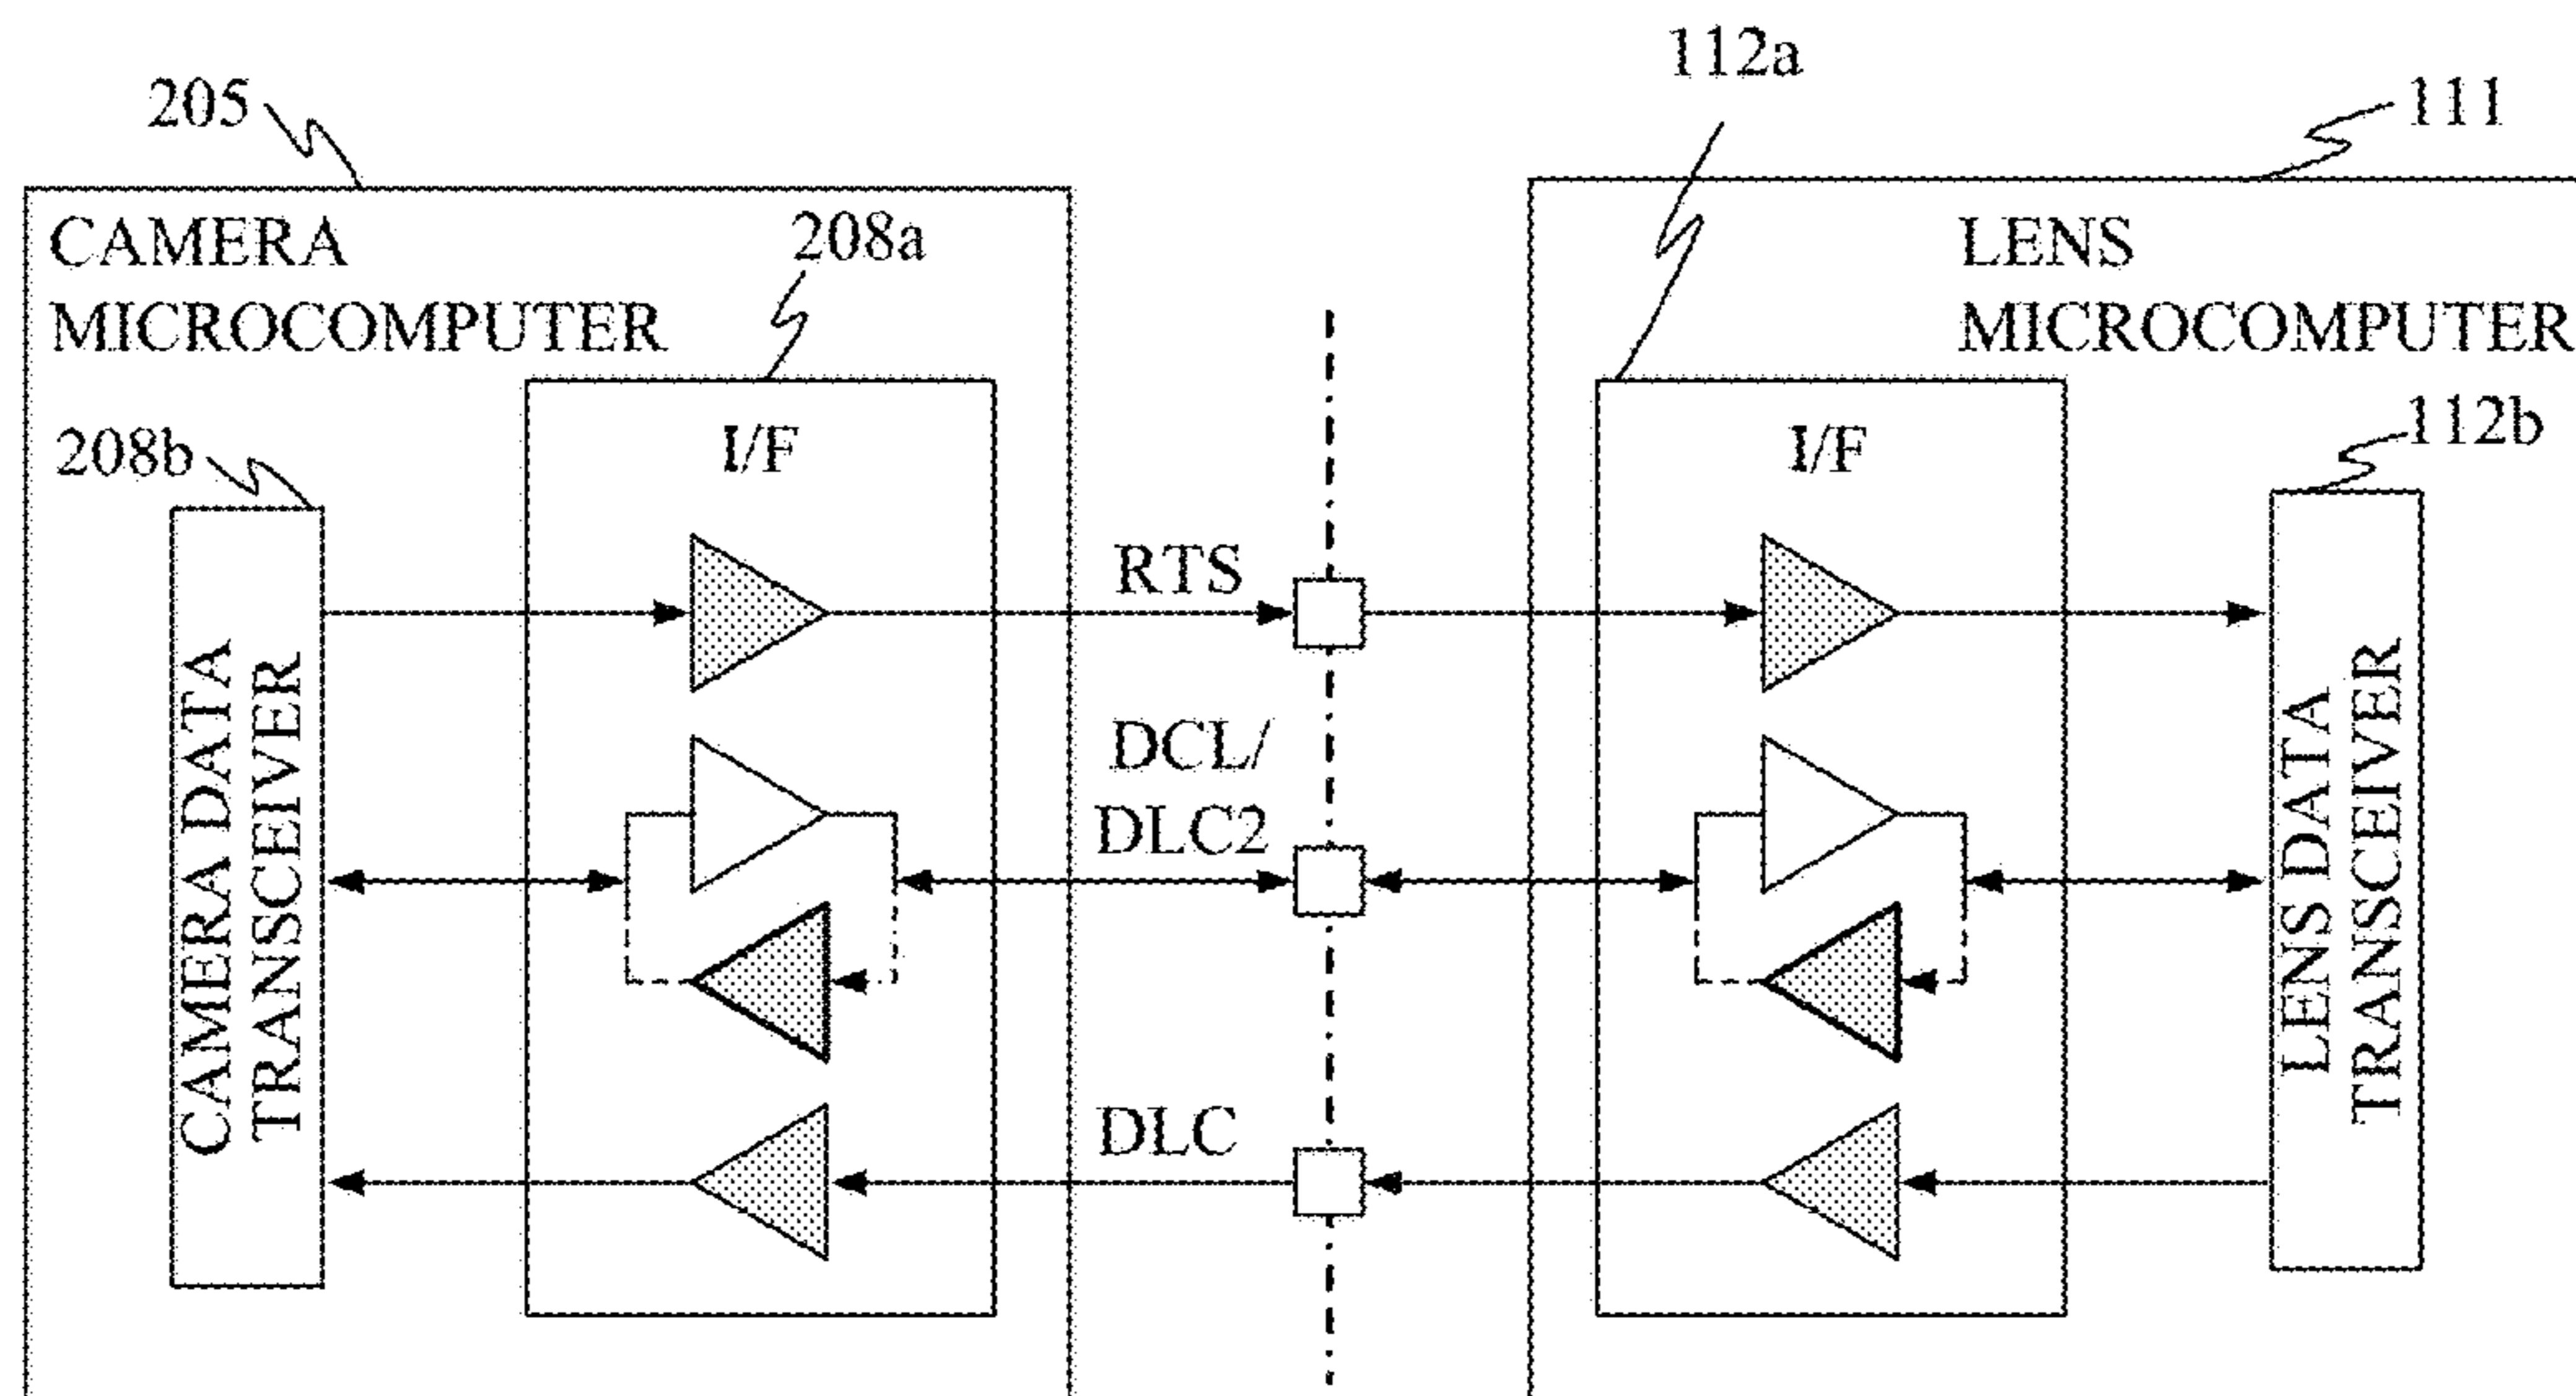 112a
205
111
CAMERA
MICROCOMPUTER
208a
LENS
MICROCOMPUTER
208b
I/F
I/F
112b
RTS
DCL/
DLC2
DLC
CAMERA DATA
TRANSCEIVER
LENS DATA
TRANSCEIVER